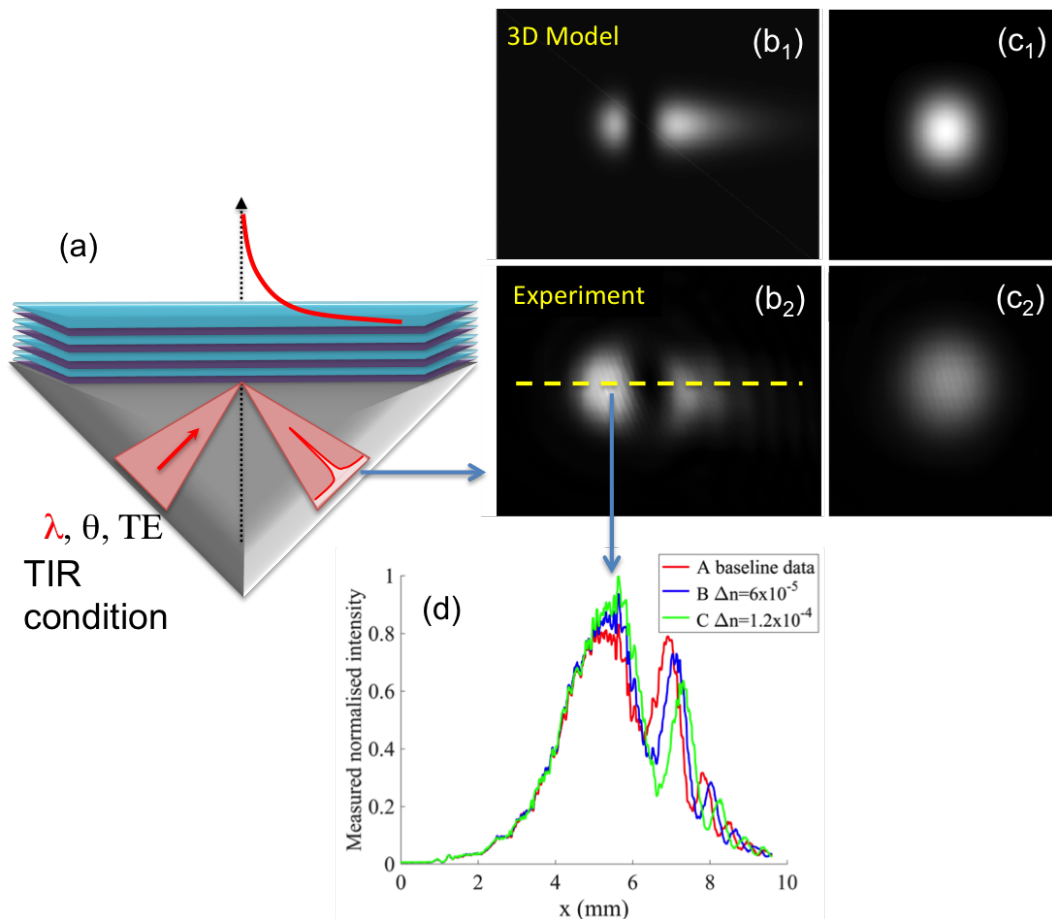 3D Model
(b₁)
(c₁)
(a)
Experiment
(b₂)
(c₂)
λ, θ, TE
TIR
condition
(d)
A baseline data
B Δn=6x10⁻⁵
C Δn=1.2x10⁻⁴
Measured normalised intensity
1
0.8
0.6
0.4
0.2
0
0 2 4 6 8 10
x (mm)